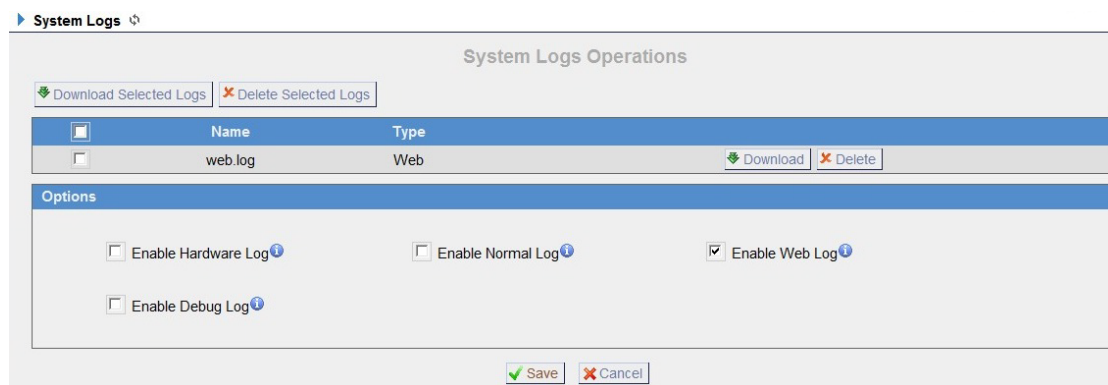 System Logs
System Logs Operations
Download Selected Logs Delete Selected Logs
Name Type
web.log Web Download Delete
Options
Enable Hardware Log Enable Normal Log Enable Web Log
Enable Debug Log
Save Cancel